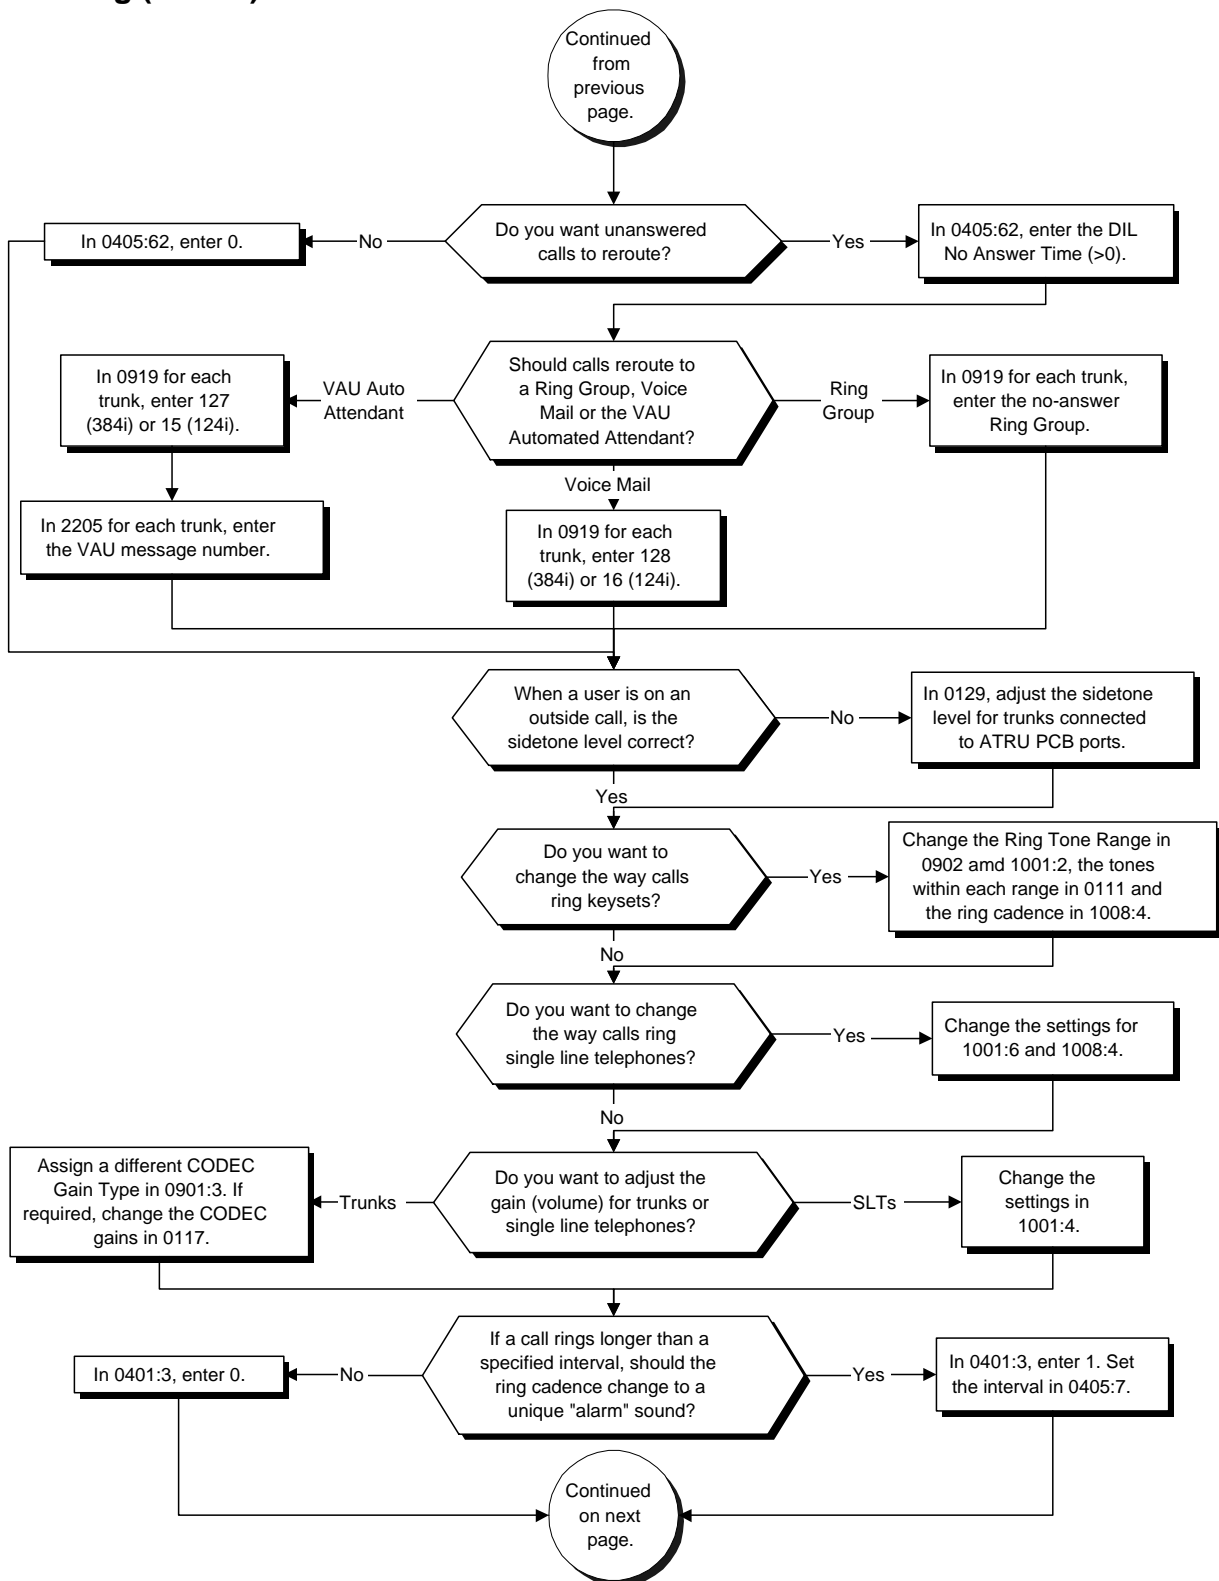 Continued
from
previous
page.
In 0405:62, enter 0.
No
Do you want unanswered
calls to reroute?
Yes
In 0405:62, enter the DIL
No Answer Time (>0).
In 0919 for each
trunk, enter 127
(384i) or 15 (124i).
VAU Auto
Attendant
Should calls reroute to
a Ring Group, Voice
Mail or the VAU
Automated Attendant?
Ring
Group
In 0919 for each trunk,
enter the no-answer
Ring Group.
Voice Mail
In 2205 for each trunk, enter
the VAU message number.
In 0919 for each
trunk, enter 128
(384i) or 16 (124i).
When a user is on an
outside call, is the
sidetone level correct?
No
In 0129, adjust the sidetone
level for trunks connected
to ATRU PCB ports.
Yes
Do you want to
change the way calls
ring keysets?
Yes
Change the Ring Tone Range in
0902 amd 1001:2, the tones
within each range in 0111 and
the ring cadence in 1008:4.
No
Do you want to change
the way calls ring
single line telephones?
Yes
Change the settings for
1001:6 and 1008:4.
No
Assign a different CODEC
Gain Type in 0901:3. If
required, change the CODEC
gains in 0117.
Trunks
Do you want to adjust the
gain (volume) for trunks or
single line telephones?
SLTs
Change the
settings in
1001:4.
In 0401:3, enter 0.
No
If a call rings longer than a
specified interval, should the
ring cadence change to a
unique "alarm" sound?
Yes
In 0401:3, enter 1. Set
the interval in 0405:7.
Continued
on next
page.